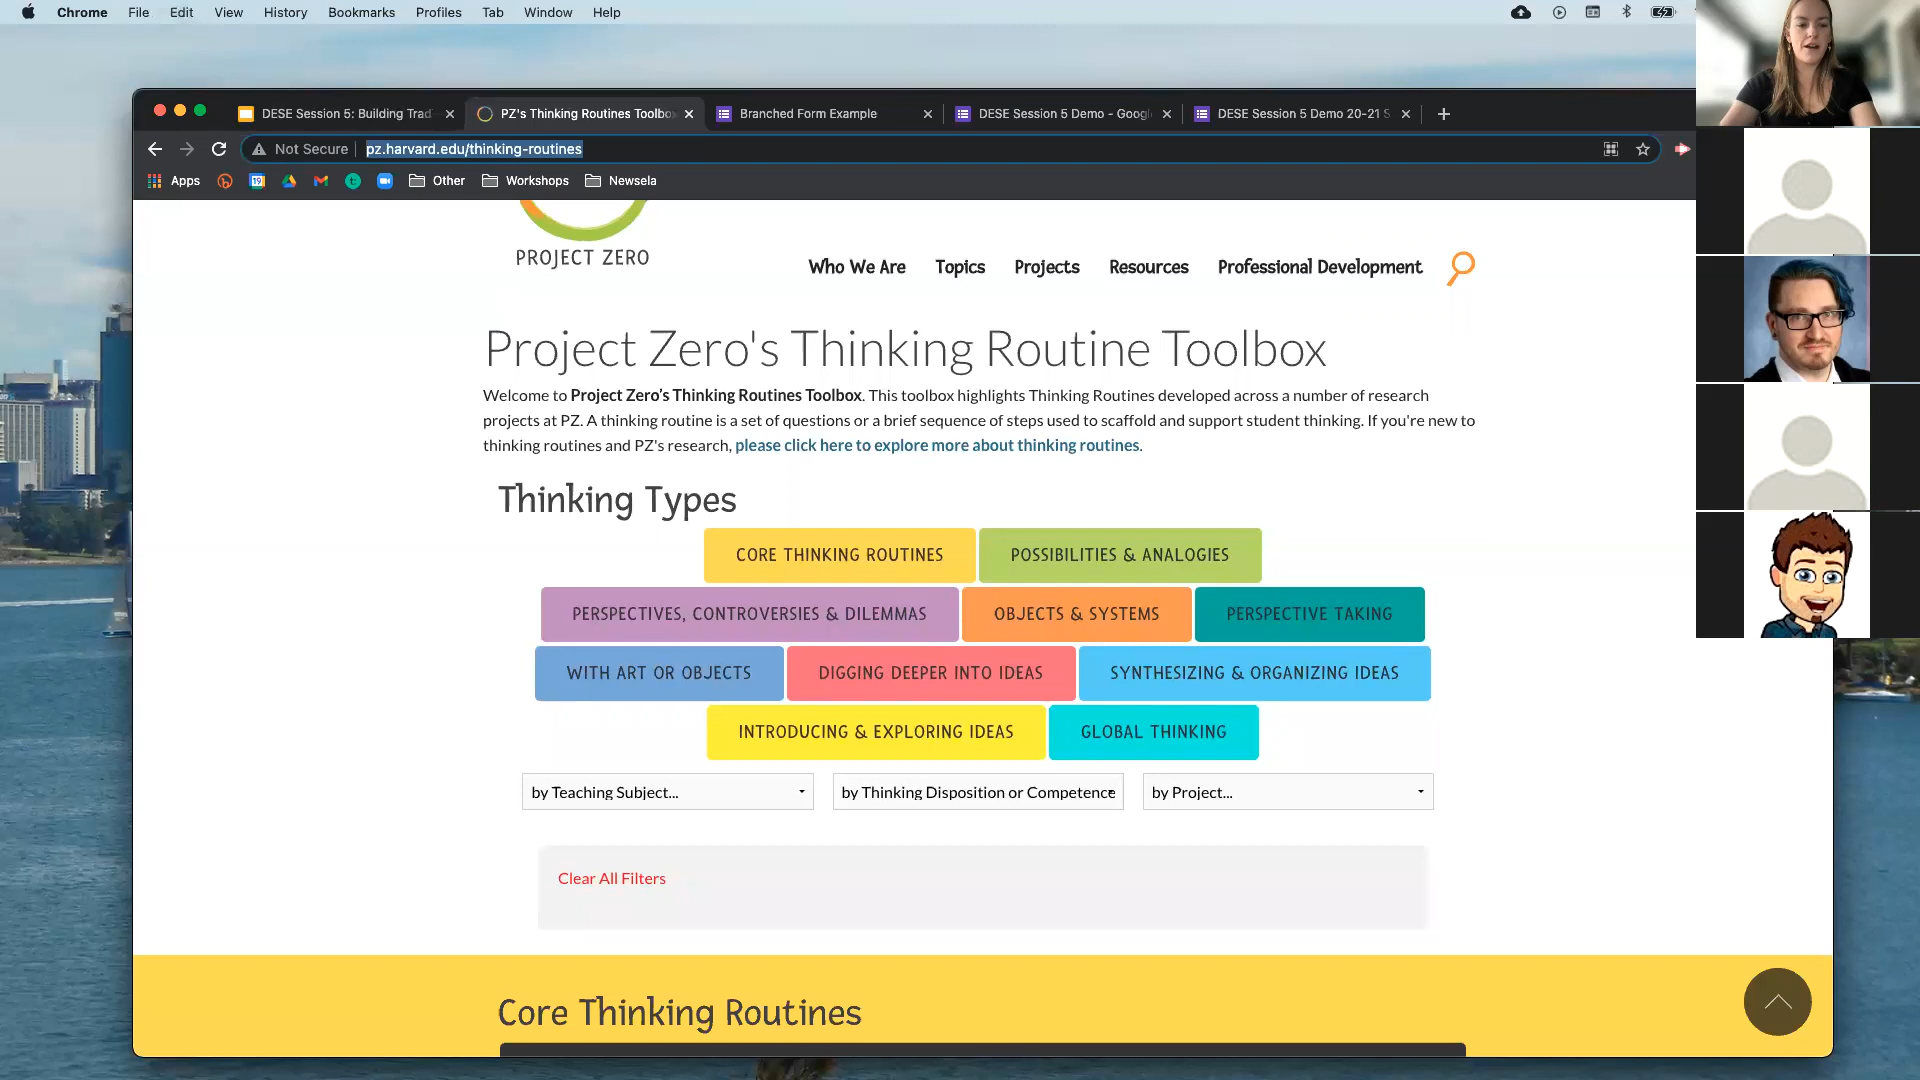 Chrome File Edit View History Bookmarks Profiles Tab Window Help
DESE Session 5: Building Trad
PZ's Thinking Routines Toolbo
Branched Form Example
DESE Session 5 Demo - Googl
DESE Session 5 Demo 20-21 S
Not Secure pz.harvard.edu/thinking-routines
Apps Other Workshops Newsela
PROJECT ZERO
Who We Are Topics Projects Resources Professional Development
Project Zero's Thinking Routine Toolbox
Welcome to Project Zero's Thinking Routines Toolbox. This toolbox highlights Thinking Routines developed across a number of research
projects at PZ. A thinking routine is a set of questions or a brief sequence of steps used to scaffold and support student thinking. If you're new to
thinking routines and PZ's research, please click here to explore more about thinking routines.
Thinking Types
CORE THINKING ROUTINES POSSIBILITIES & ANALOGIES
PERSPECTIVES, CONTROVERSIES & DILEMMAS OBJECTS & SYSTEMS PERSPECTIVE TAKING
WITH ART OR OBJECTS DIGGING DEEPER INTO IDEAS SYNTHESIZING & ORGANIZING IDEAS
INTRODUCING & EXPLORING IDEAS GLOBAL THINKING
by Teaching Subject... by Thinking Disposition or Competence by Project...
Clear All Filters
Core Thinking Routines